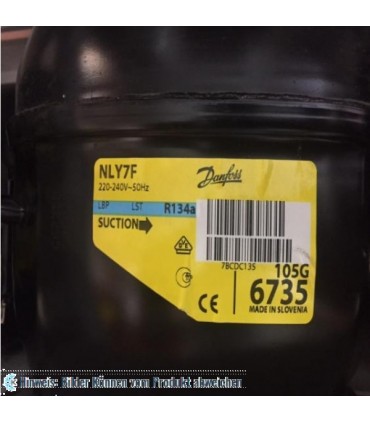 NLY7F
Danfoss
220-240V~50Hz
LBP LST R134a
SUCTION
7BCDC135
105G
6735
CE
MADE IN SLOVENIA
Hinweis: Bilder Können vom Produkt abweichen